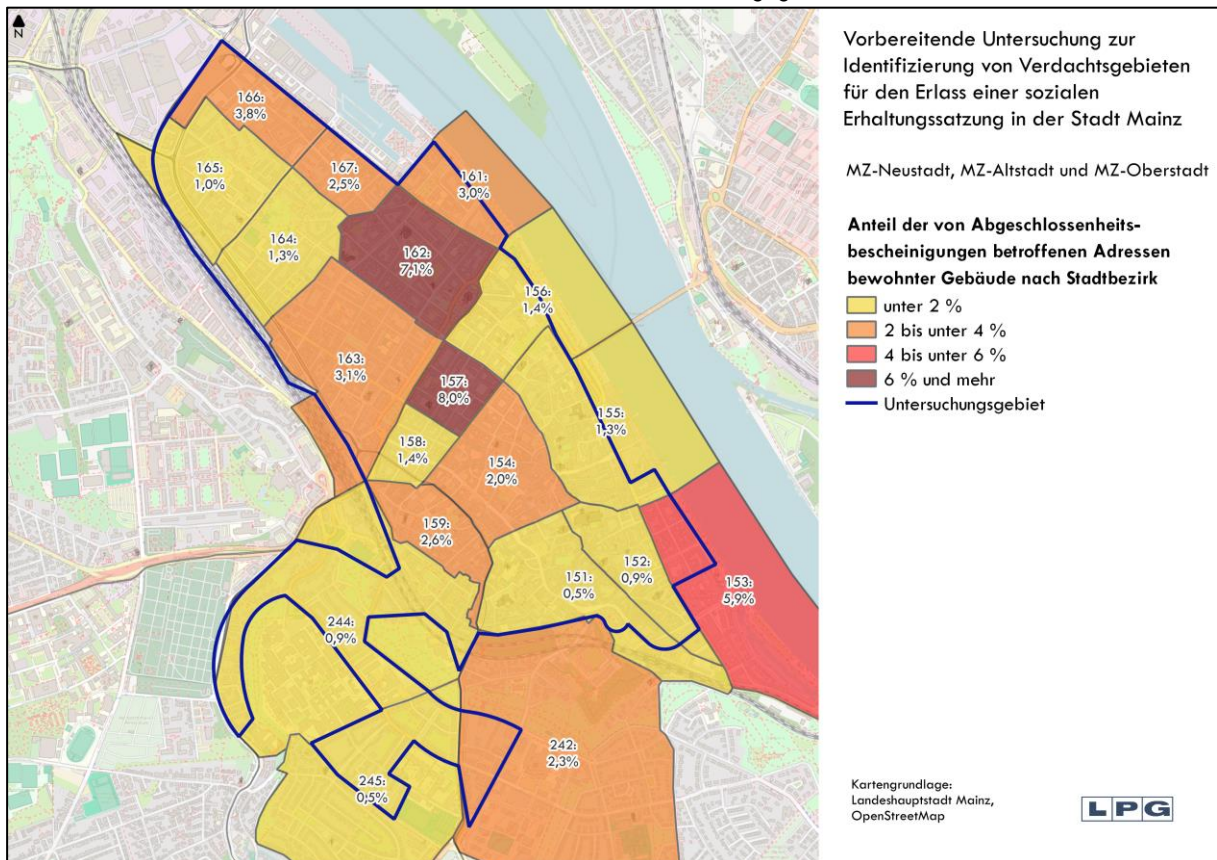 N
Vorbereitende Untersuchung zur
Identifizierung von Verdachtsgebieten
für den Erlass einer sozialen
Erhaltungssatzung in der Stadt Mainz
MZ-Neustadt, MZ-Altstadt und MZ-Oberstadt
Anteil der von Abgeschlossenheits-
bescheinigungen betroffenen Adressen
bewohnter Gebäude nach Stadtbezirk
unter 2 %
2 bis unter 4 %
4 bis unter 6 %
6 % und mehr
Untersuchungsgebiet
166:
3,8%
165:
1,0%
167:
2,5%
161:
3,0%
164:
1,3%
162:
7,1%
156:
1,4%
163:
3,1%
157:
8,0%
155:
1,3%
158:
1,4%
154:
2,0%
159:
2,6%
152:
0,9%
151:
0,5%
153:
5,9%
244:
0,9%
242:
2,3%
245:
0,5%
Kartengrundlage:
Landeshauptstadt Mainz,
OpenStreetMap
LPG